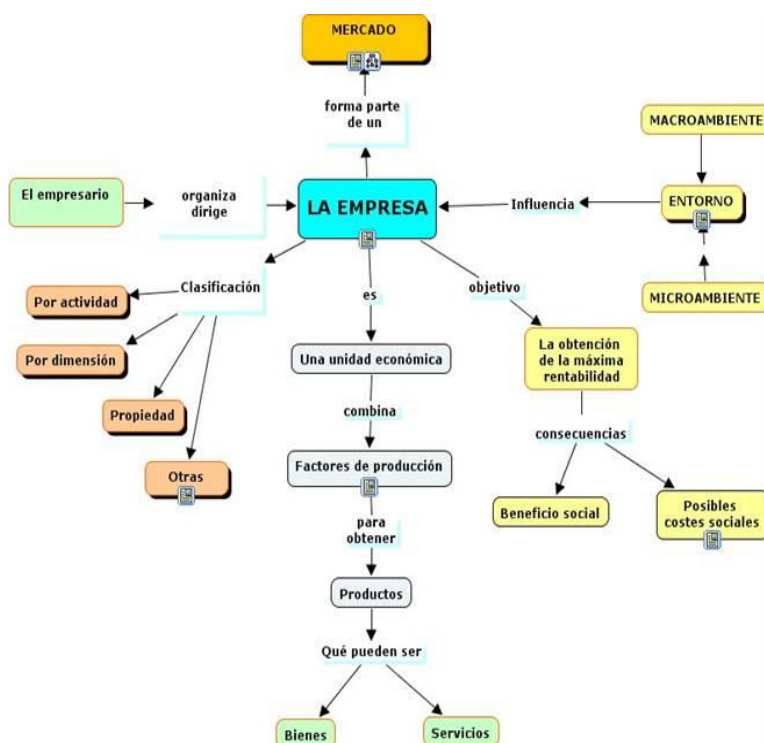 MERCADO
forma parte
de un
MACROAMBIENTE
El empresario
organiza
dirige
LA EMPRESA
Influencia
ENTORNO
Clasificación
es
objetivo
MICROAMBIENTE
Por actividad
Por dimensión
Propiedad
Otras
Una unidad económica
combina
Factores de producción
para
obtener
Productos
Qué pueden ser
Bienes
Servicios
La obtención
de la máxima
rentabilidad
consecuencias
Beneficio social
Posibles
costes sociales